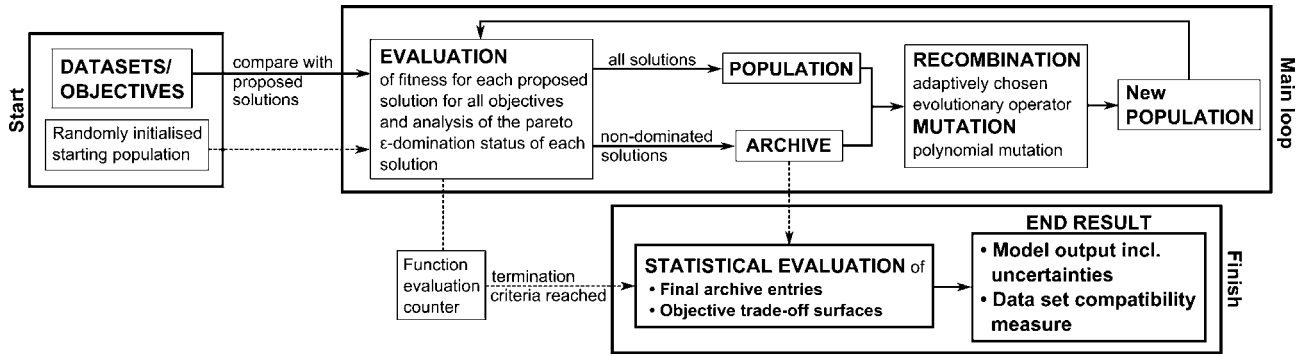 Start
DATASETS/
OBJECTIVES
Randomly initialised
starting population
compare with
proposed
solutions
Main loop
EVALUATION
of fitness for each proposed
solution for all objectives
and analysis of the pareto
ε-domination status of each
solution
all solutions
non-dominated
solutions
POPULATION
ARCHIVE
RECOMBINATION
adaptively chosen
evolutionary operator
MUTATION
polynomial mutation
New
POPULATION
Function
evaluation
counter
termination
criteria reached
Finish
STATISTICAL EVALUATION of
• Final archive entries
• Objective trade-off surfaces
END RESULT
• Model output incl.
uncertainties
• Data set compatibility
measure